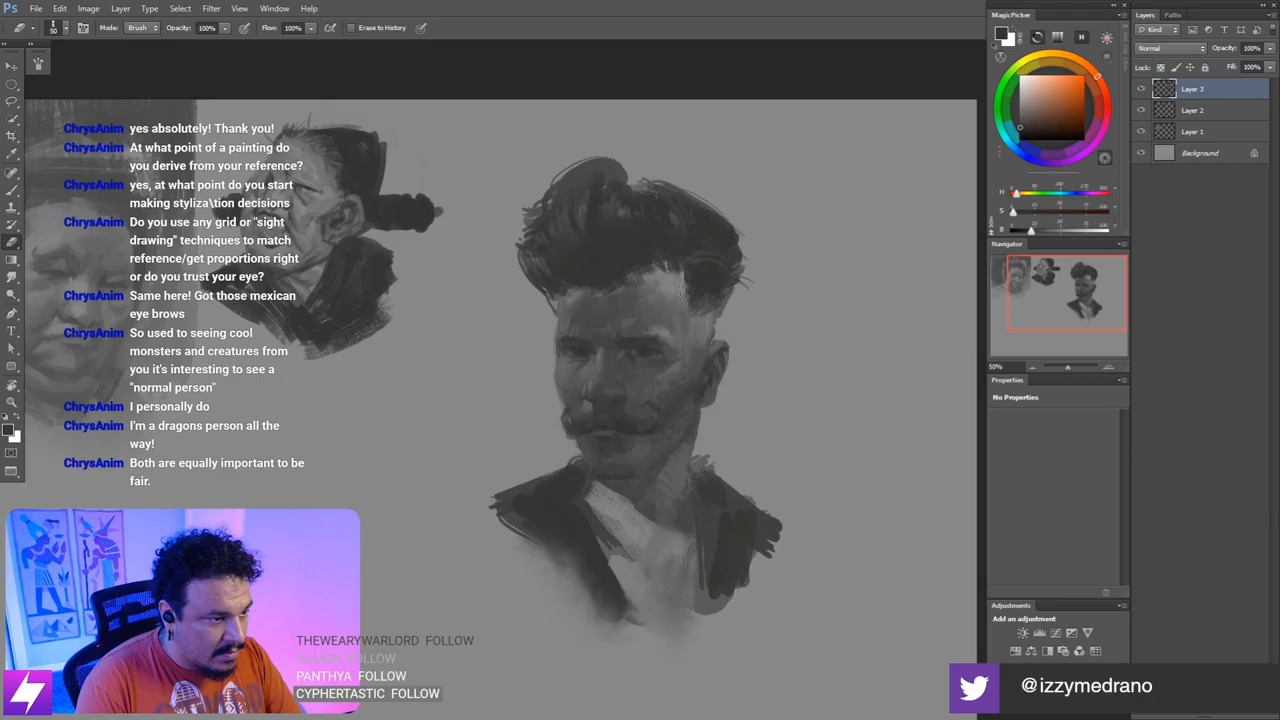 Ps File Edit Image Layer Type Select Filter View Window Help
50 Mode: Brush Opacity: 100% Flow: 100% Erase to History
MagicPicker
H
H
S
B
Navigator
50%
Properties
No Properties
Adjustments
Add an adjustment
Layers Paths
Kind
Normal Opacity: 100%
Lock: Fill: 100%
Layer 3
Layer 2
Layer 1
Background
ChrysAnim yes absolutely! Thank you!
ChrysAnim At what point of a painting do
you derive from your reference?
ChrysAnim yes, at what point do you start
making styliza\tion decisions
ChrysAnim Do you use any grid or "sight
drawing" techniques to match
reference/get proportions right
or do you trust your eye?
ChrysAnim Same here! Got those mexican
eye brows
ChrysAnim So used to seeing cool
monsters and creatures from
you it's interesting to see a
"normal person"
ChrysAnim I personally do
ChrysAnim I'm a dragons person all the
way!
ChrysAnim Both are equally important to be
fair.
THEWEARYWARLORD FOLLOW
FOLLOW
PANTHYA FOLLOW
CYPHERTASTIC FOLLOW
@izzymedrano